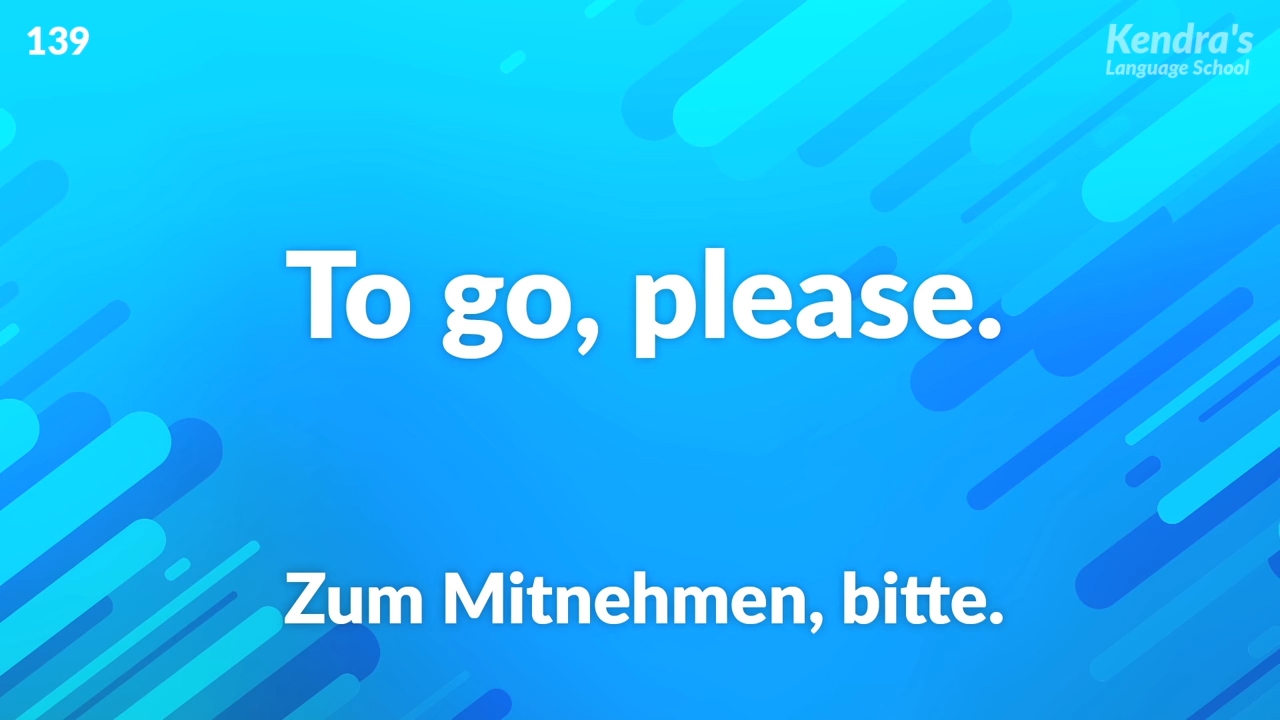 139
Kendra's
Language School
To go, please.
Zum Mitnehmen, bitte.